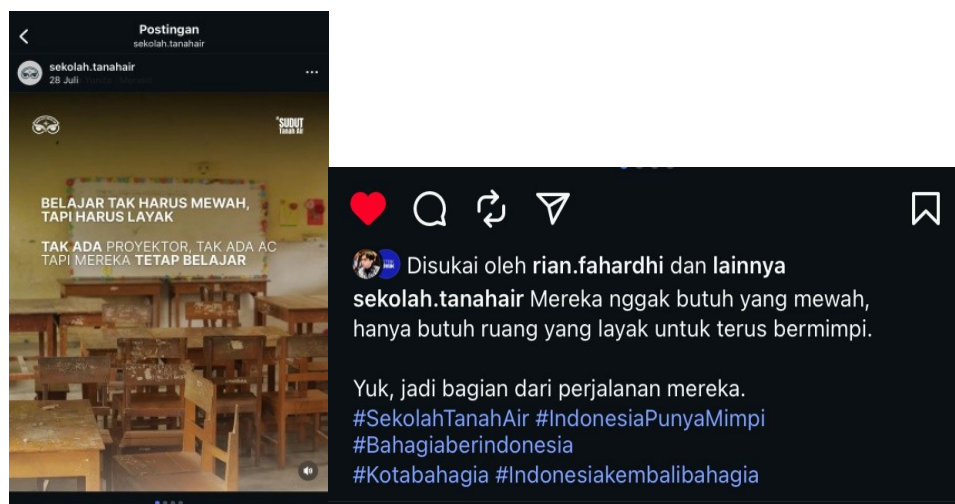 Postingan
sekolah.tanahair
sekolah.tanahair
28 Juli
*SUDUT
Tanah Air
BELAJAR TAK HARUS MEWAH,
TAPI HARUS LAYAK
TAK ADA PROYEKTOR, TAK ADA AC
TAPI MEREKA TETAP BELAJAR
Disukai oleh rian.fahardhi dan lainnya
sekolah.tanahair Mereka nggak butuh yang mewah,
hanya butuh ruang yang layak untuk terus bermimpi.
Yuk, jadi bagian dari perjalanan mereka.
#SekolahTanahAir #IndonesiaPunyaMimpi
#Bahagiaberindonesia
#Kotabahagia #Indonesiakembalibahagia